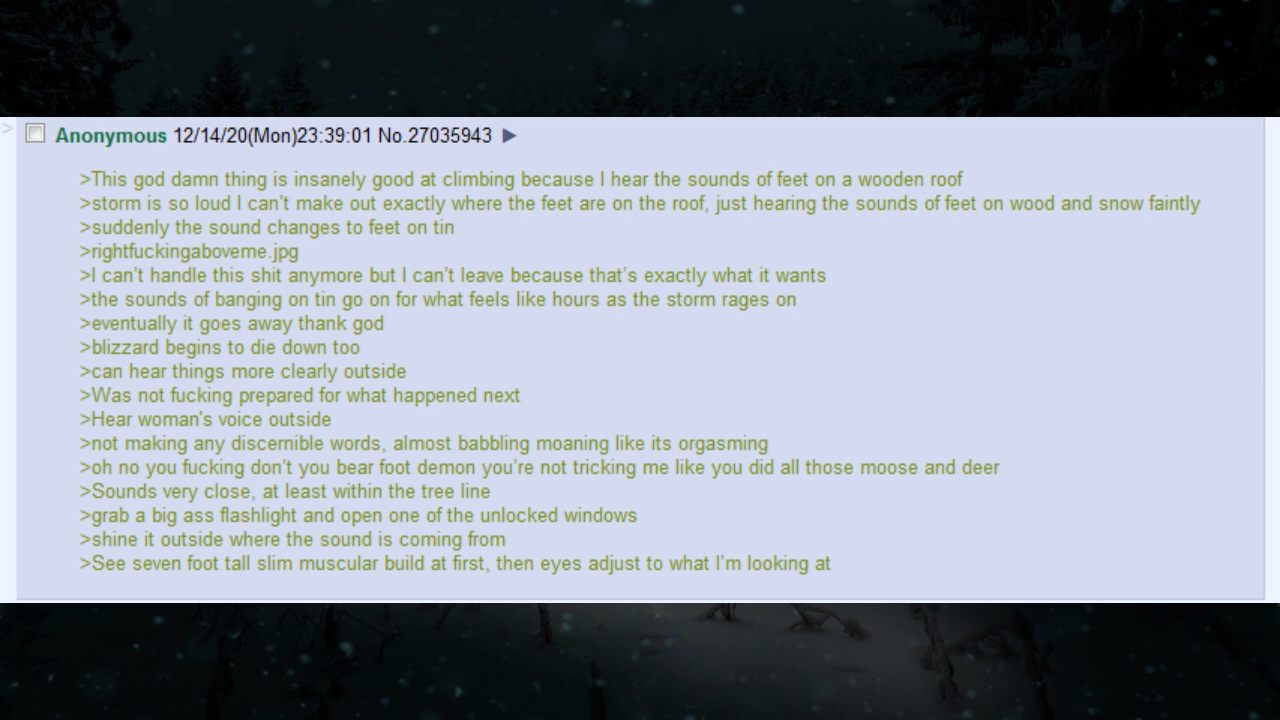 Anonymous 12/14/20(Mon)23:39:01 No.27035943 ▶
>This god damn thing is insanely good at climbing because I hear the sounds of feet on a wooden roof
>storm is so loud I can't make out exactly where the feet are on the roof, just hearing the sounds of feet on wood and snow faintly
>suddenly the sound changes to feet on tin
>rightfuckingaboveme.jpg
>I can't handle this shit anymore but I can't leave because that's exactly what it wants
>the sounds of banging on tin go on for what feels like hours as the storm rages on
>eventually it goes away thank god
>blizzard begins to die down too
>can hear things more clearly outside
>Was not fucking prepared for what happened next
>Hear woman's voice outside
>not making any discernible words, almost babbling moaning like its orgasming
>oh no you fucking don't you bear foot demon you're not tricking me like you did all those moose and deer
>Sounds very close, at least within the tree line
>grab a big ass flashlight and open one of the unlocked windows
>shine it outside where the sound is coming from
>See seven foot tall slim muscular build at first, then eyes adjust to what I'm looking at